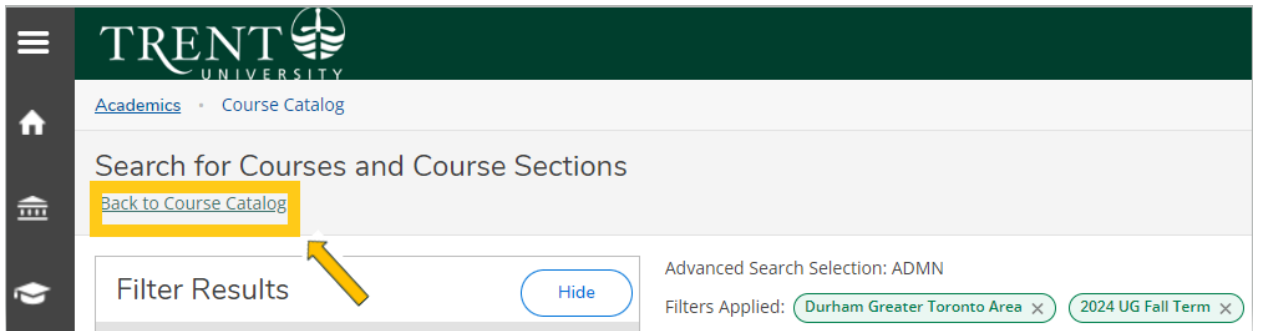 TRENT
UNIVERSITY
Academics • Course Catalog
Search for Courses and Course Sections
Back to Course Catalog
Filter Results
Hide
Advanced Search Selection: ADMN
Filters Applied: Durham Greater Toronto Area × 2024 UG Fall Term ×